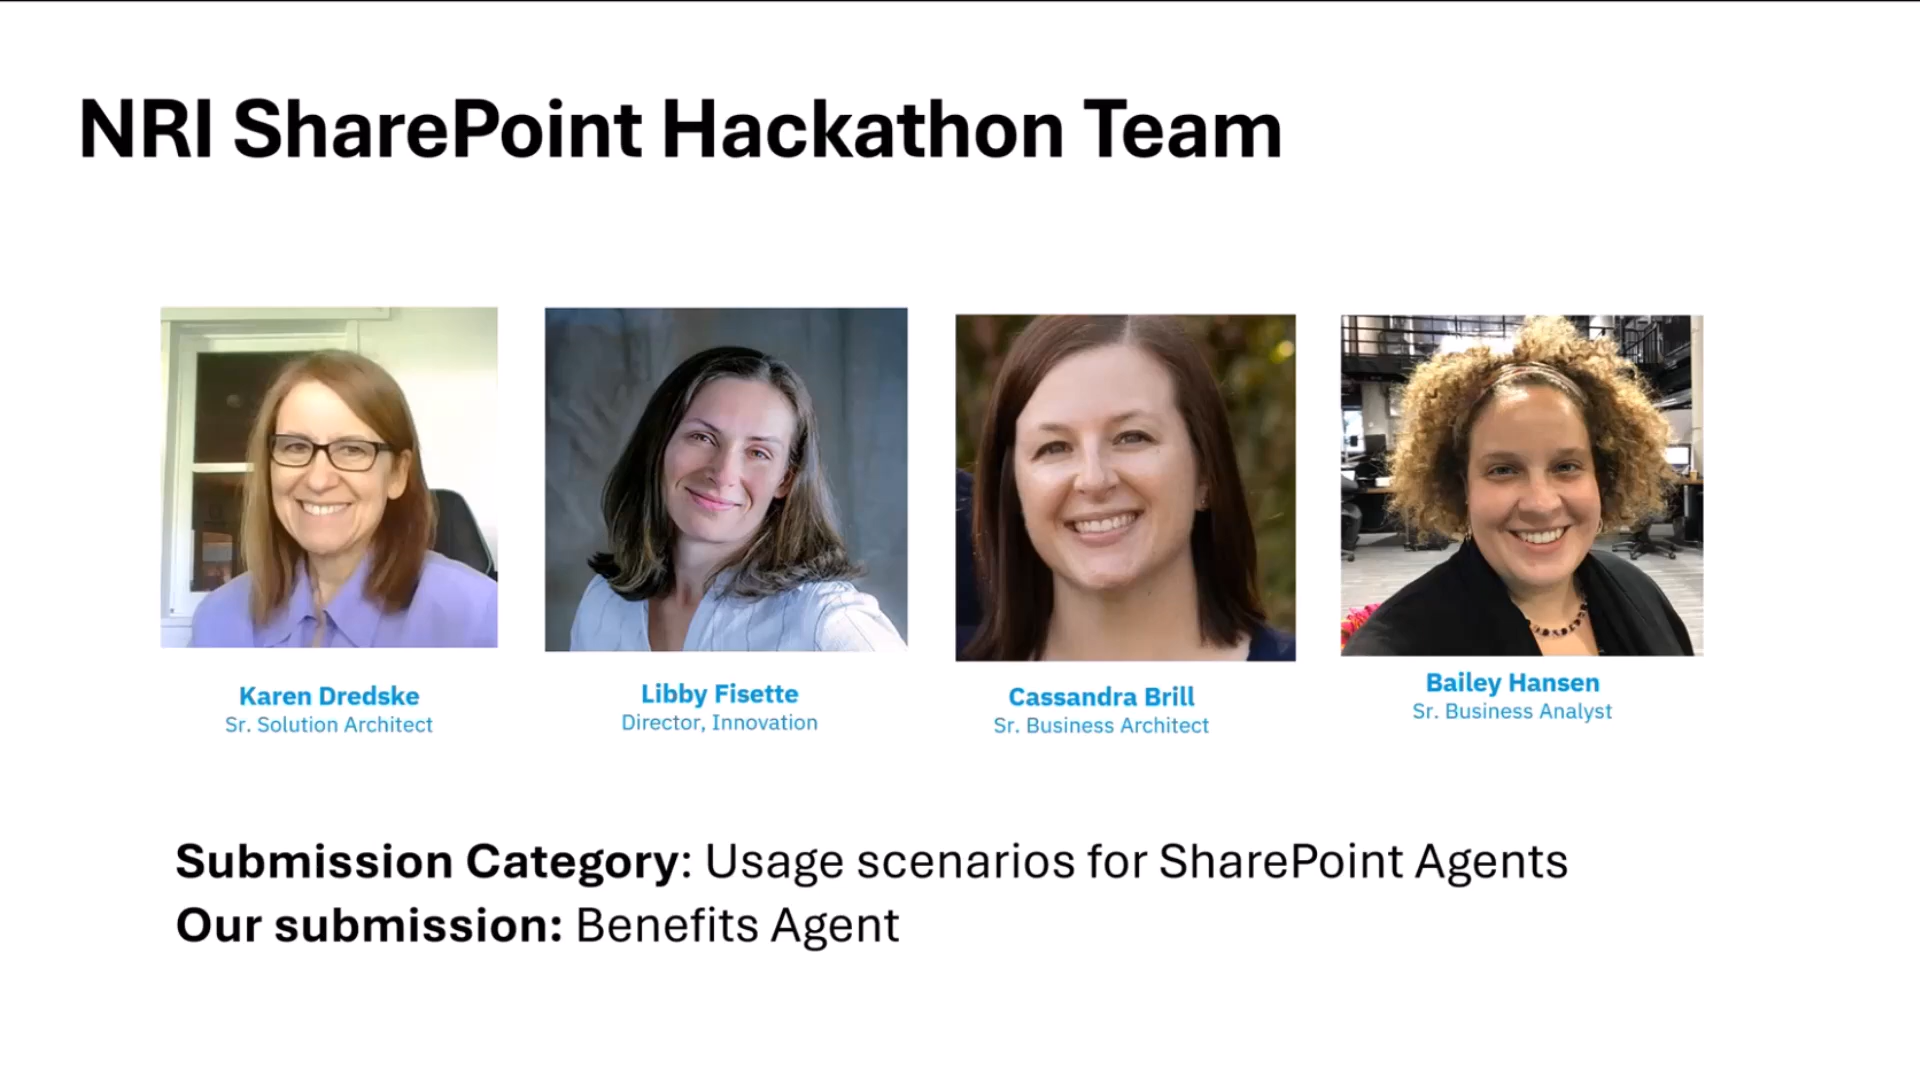 NRI SharePoint Hackathon Team
Karen Dredske
Sr. Solution Architect
Libby Fisette
Director, Innovation
Cassandra Brill
Sr. Business Architect
Bailey Hansen
Sr. Business Analyst
Submission Category: Usage scenarios for SharePoint Agents
Our submission: Benefits Agent